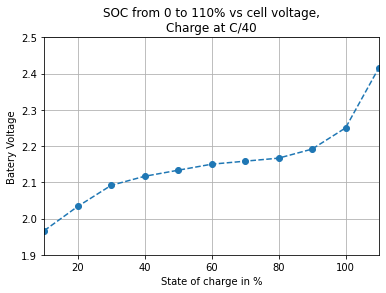 SOC from 0 to 110% vs cell voltage,
Charge at C/40
2.5
2.4
2.3
2.2
2.1
2.0
1.9
Batery Voltage
20 40 60 80 100
State of charge in %